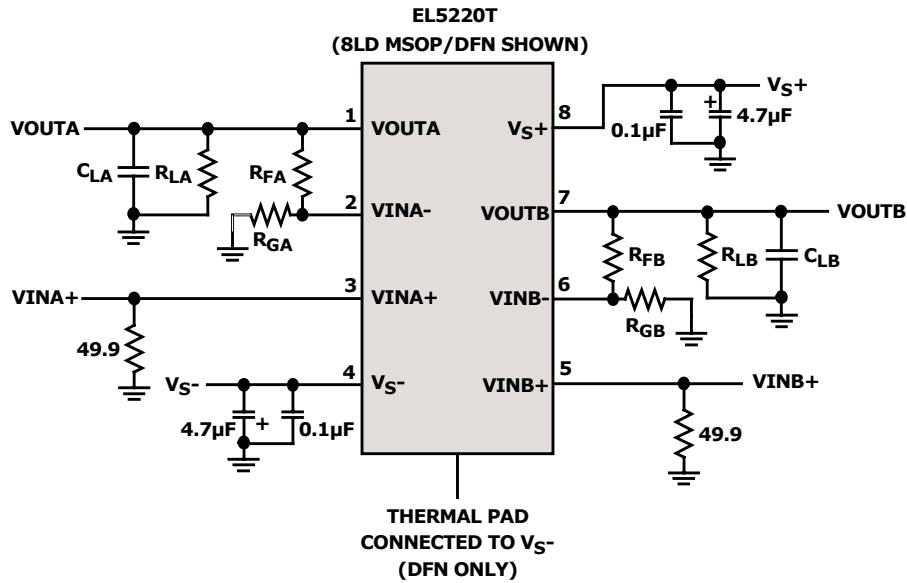 EL5220T
(8LD MSOP/DFN SHOWN)
VOUTA
1
VOUTA
8
VS+
VS+
0.1µF
+
4.7µF
CLA
RLA
RFA
2
VINA-
RGA
7
VOUTB
VOUTB
RFB
RLB
CLB
VINA+
3
VINA+
6
VINB-
RGB
49.9
VS-
4
VS-
5
VINB+
VINB+
4.7µF
+
0.1µF
49.9
THERMAL PAD
CONNECTED TO VS-
(DFN ONLY)